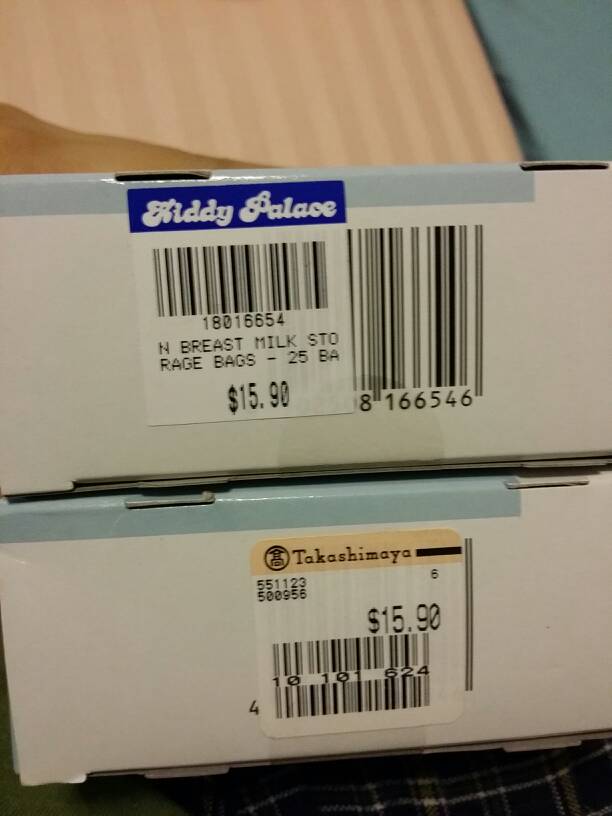 Kiddy Palace
18016654
N BREAST MILK STO
RAGE BAGS - 25 BA
$15.90
8 166546
高 Takashimaya
551123 6
500956
$15.90
10 101 624
4